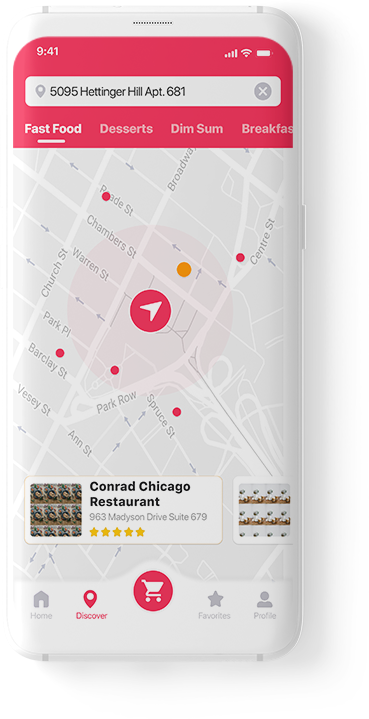 9:41
5095 Hettinger Hill Apt. 681
Fast Food Desserts Dim Sum Breakfas
Broadway
Reade St
Chambers St
Centre St
Warren St
Church St
Park Pl
Barclay St
Vesey St
Park Row
Spruce St
Ann St
Conrad Chicago
Restaurant
963 Madyson Drive Suite 679
Home Discover Favorites Profile